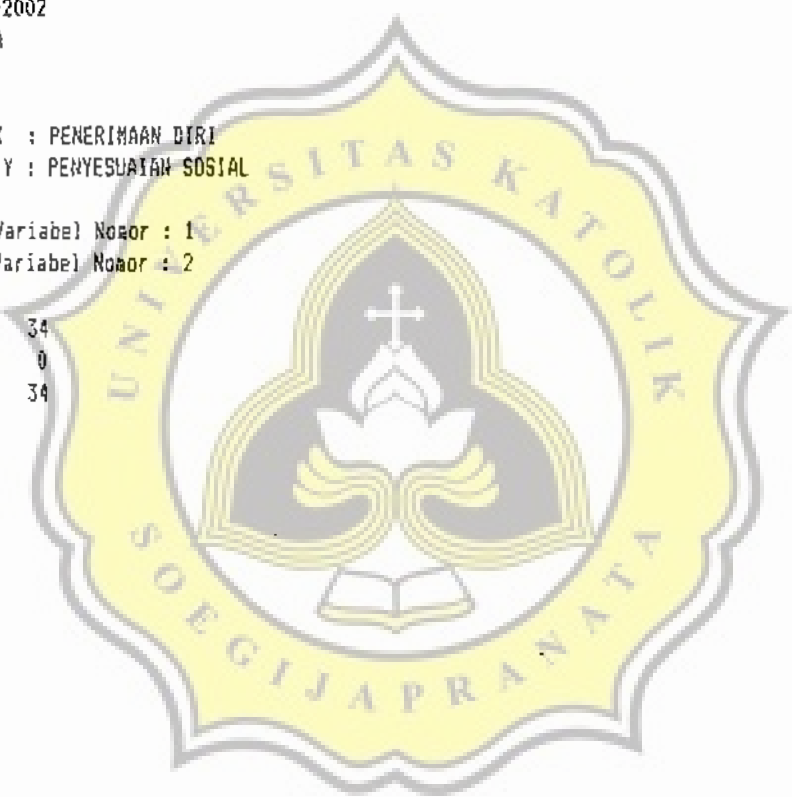 2002
X : PENERIMAAN DIRI
Y : PENYESUAIAN SOSIAL
Variabel Nomor : 1
Variabel Nomor : 2
34
0
34
UNIVERSITAS KATOLIK
SOEGIJAPRANATA